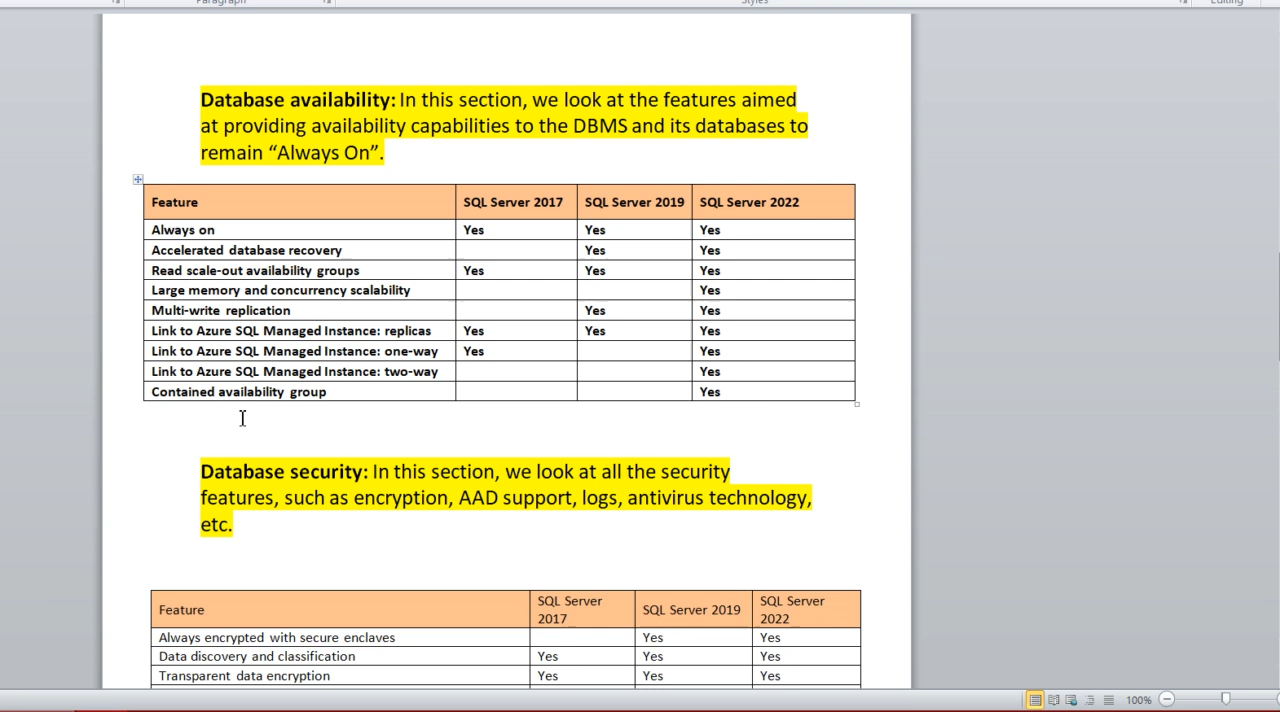 Paragraph
Styles
Editing
Database availability: In this section, we look at the features aimed
at providing availability capabilities to the DBMS and its databases to
remain “Always On”.
Feature SQL Server 2017 SQL Server 2019 SQL Server 2022
Always on Yes Yes Yes
Accelerated database recovery Yes Yes
Read scale-out availability groups Yes Yes Yes
Large memory and concurrency scalability Yes
Multi-write replication Yes Yes
Link to Azure SQL Managed Instance: replicas Yes Yes Yes
Link to Azure SQL Managed Instance: one-way Yes Yes
Link to Azure SQL Managed Instance: two-way Yes
Contained availability group Yes
Database security: In this section, we look at all the security
features, such as encryption, AAD support, logs, antivirus technology,
etc.
Feature SQL Server 2017 SQL Server 2019 SQL Server 2022
Always encrypted with secure enclaves Yes Yes
Data discovery and classification Yes Yes Yes
Transparent data encryption Yes Yes Yes
100%